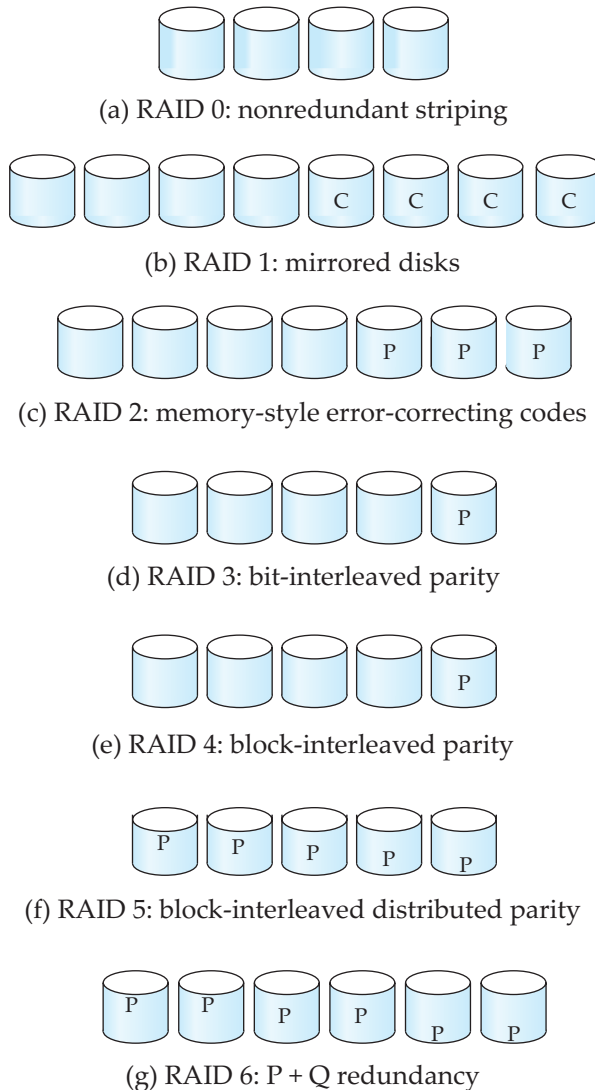 (a) RAID 0: nonredundant striping
C C C C
(b) RAID 1: mirrored disks
P P P
(c) RAID 2: memory-style error-correcting codes
P
(d) RAID 3: bit-interleaved parity
P
(e) RAID 4: block-interleaved parity
P P P P P
(f) RAID 5: block-interleaved distributed parity
P P P P P P
(g) RAID 6: P + Q redundancy